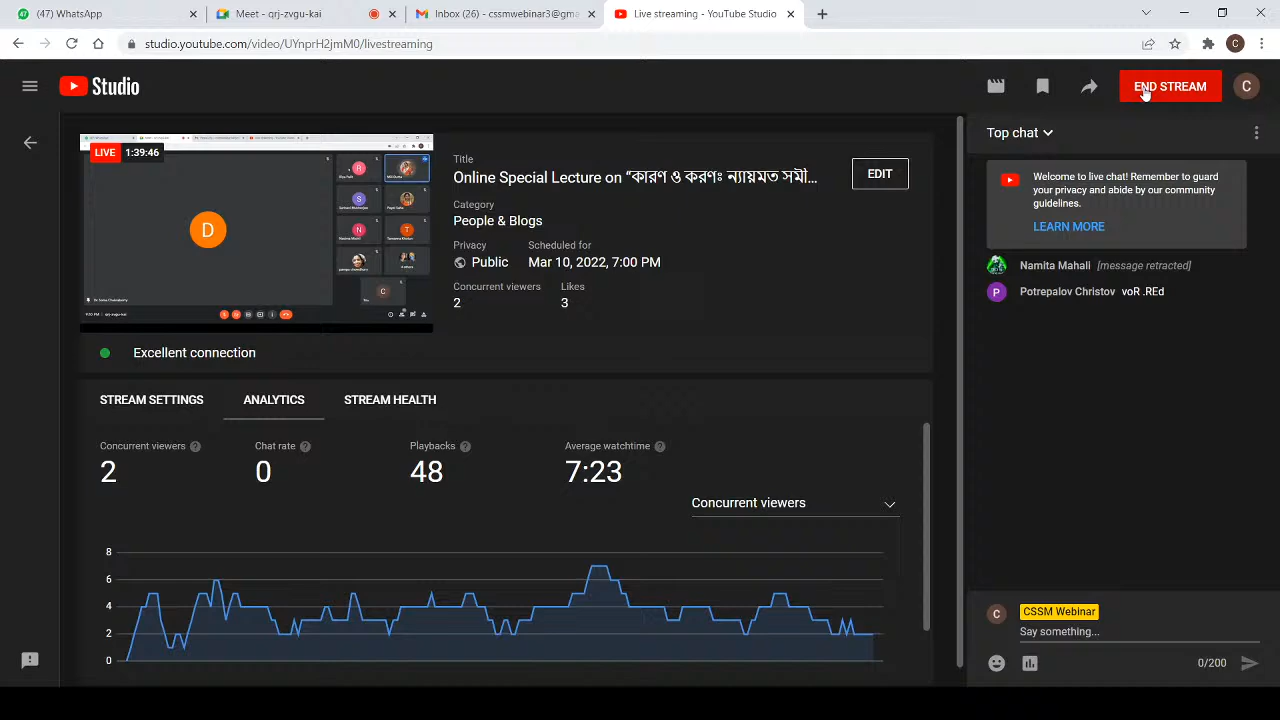 (47) WhatsApp
Meet - qrj-zvgu-kai
Inbox (26) - cssmwebinar3@gma
Live streaming - YouTube Studio
studio.youtube.com/video/UYnprH2jmM0/livestreaming
C
Studio
END STREAM
C
LIVE 1:39:46
D
R
S
N
T
C
Title
Online Special Lecture on “কারণ ও করণঃ ন্যায়মত সমী...
EDIT
Category
People & Blogs
Privacy
Scheduled for
Public
Mar 10, 2022, 7:00 PM
Concurrent viewers
Likes
2
3
Excellent connection
STREAM SETTINGS
ANALYTICS
STREAM HEALTH
Concurrent viewers
Chat rate
Playbacks
Average watchtime
2
0
48
7:23
Concurrent viewers
8
6
4
2
0
Top chat
Welcome to live chat! Remember to guard
your privacy and abide by our community
guidelines.
LEARN MORE
Namita Mahali [message retracted]
P Potrepalov Christov voR .REd
C CSSM Webinar
Say something...
0/200